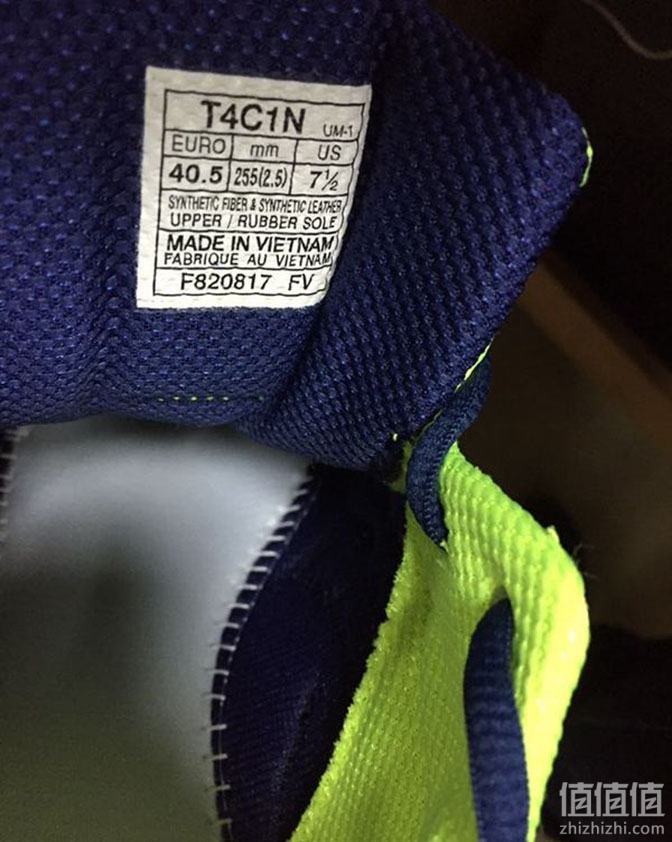 T4C1N UM-1
EURO mm US
40.5 255(2.5) 7½
SYNTHETIC FIBER & SYNTHETIC LEATHER
UPPER / RUBBER SOLE
MADE IN VIETNAM
FABRIQUE AU VIETNAM
F820817 FV
值值值
zhizhizhi.com